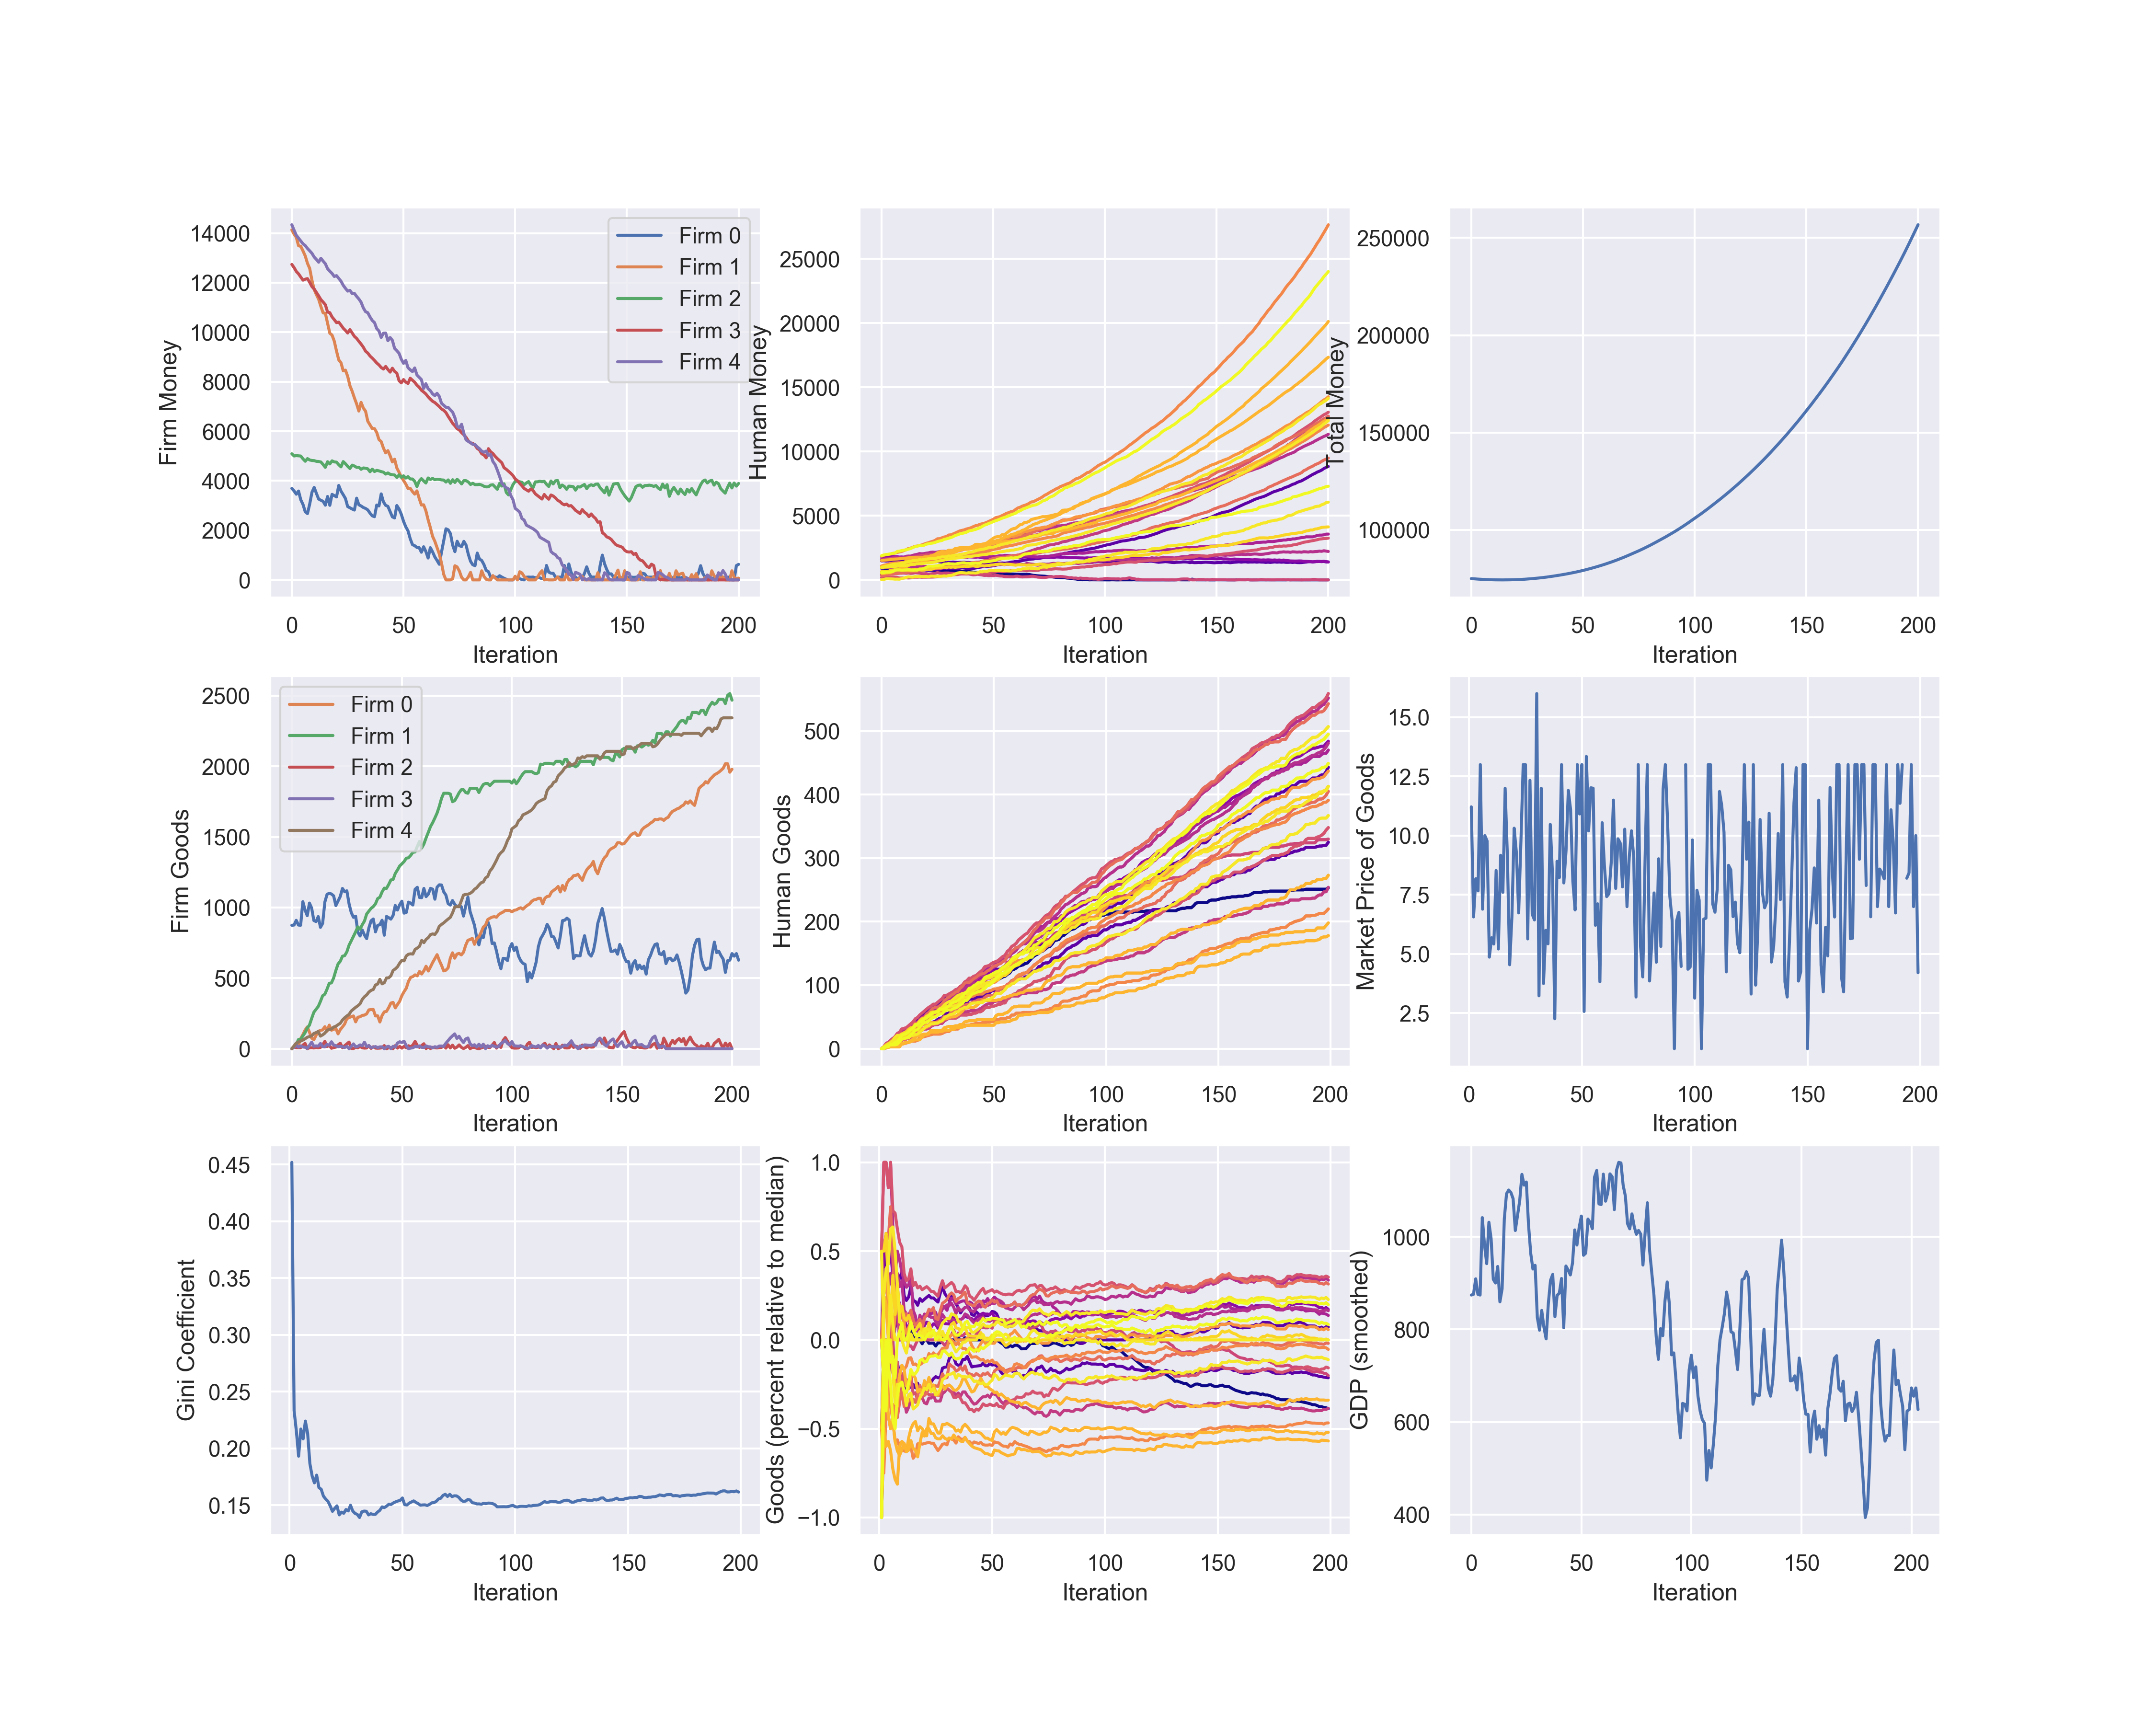 Firm Money
14000
12000
10000
8000
6000
4000
2000
0
Firm 0
Firm 1
Firm 2
Firm 3
Firm 4
0 50 100 150 200
Iteration
Human Money
25000
20000
15000
10000
5000
0
0 50 100 150 200
Iteration
Total Money
250000
200000
150000
100000
0 50 100 150 200
Iteration
Firm Goods
2500
2000
1500
1000
500
0
Firm 0
Firm 1
Firm 2
Firm 3
Firm 4
0 50 100 150 200
Iteration
Human Goods
500
400
300
200
100
0
0 50 100 150 200
Iteration
Market Price of Goods
15.0
12.5
10.0
7.5
5.0
2.5
0 50 100 150 200
Iteration
Gini Coefficient
0.45
0.40
0.35
0.30
0.25
0.20
0.15
0 50 100 150 200
Iteration
Goods (percent relative to median)
1.0
0.5
0.0
−0.5
−1.0
0 50 100 150 200
Iteration
GDP (smoothed)
1000
800
600
400
0 50 100 150 200
Iteration